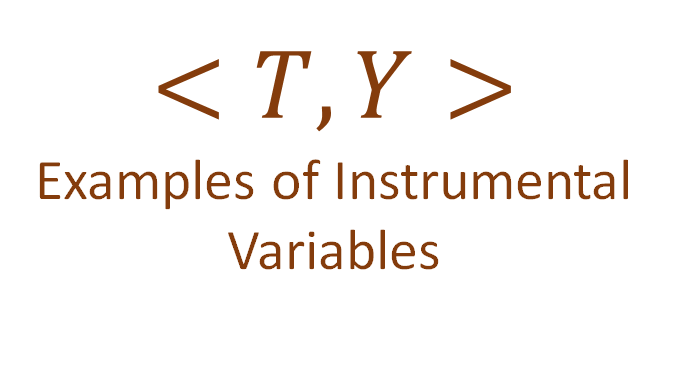 < T, Y >
Examples of Instrumental
Variables